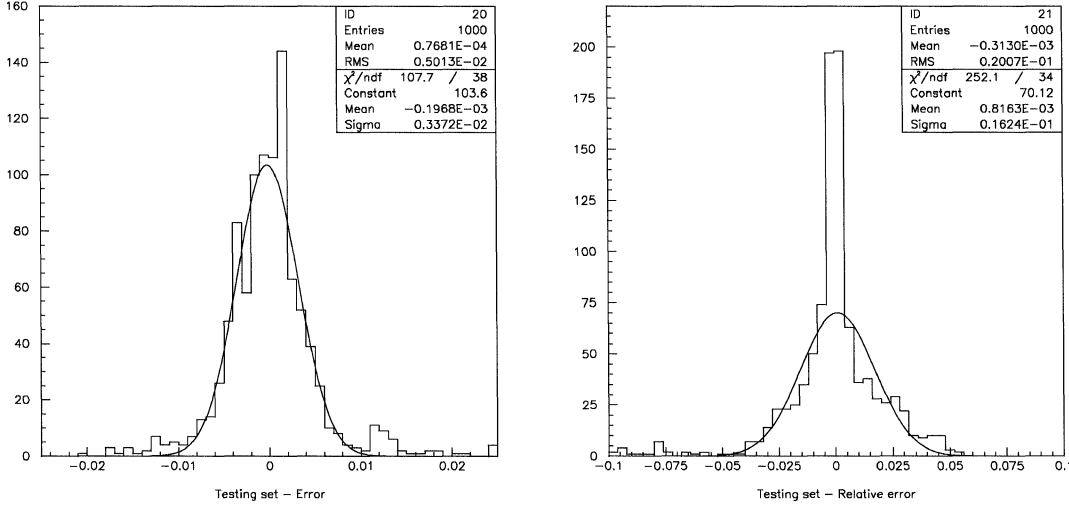 160
140
120
100
80
60
40
20
0
−0.02
−0.01
0
0.01
0.02
Testing set − Error
ID 20
Entries 1000
Mean 0.7681E−04
RMS 0.5013E−02
χ²/ndf 107.7 / 38
Constant 103.6
Mean −0.1968E−03
Sigma 0.3372E−02
200
175
150
125
100
75
50
25
0
−0.1
−0.075
−0.05
−0.025
0
0.025
0.05
0.075
0.1
Testing set − Relative error
ID 21
Entries 1000
Mean −0.3130E−03
RMS 0.2007E−01
χ²/ndf 252.1 / 34
Constant 70.12
Mean 0.8163E−03
Sigma 0.1624E−01